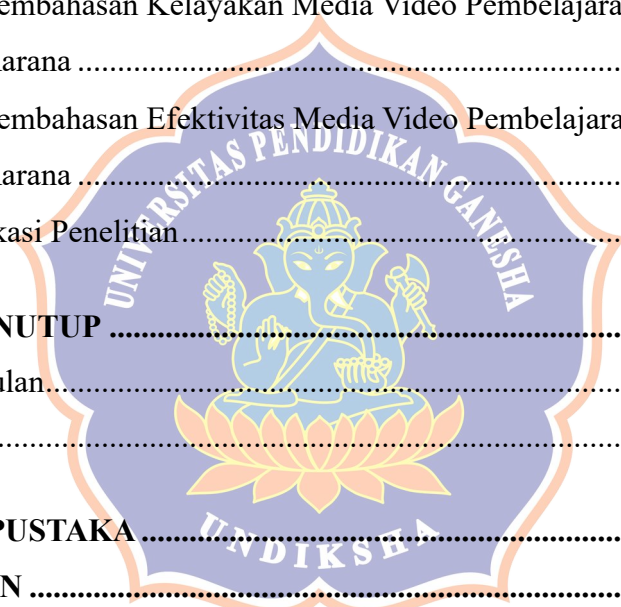 embahasan Kelayakan Media Video Pembelajara
arana ..........................................................................
embahasan Efektivitas Media Video Pembelajara
arana ..........................................................................
kasi Penelitian............................................................
NUTUP ......................................................................
ulan............................................................................
....................................................................................
PUSTAKA .................................................................
N ................................................................................
UNIVERSITAS PENDIDIKAN GANESHA
UNDIKSHA